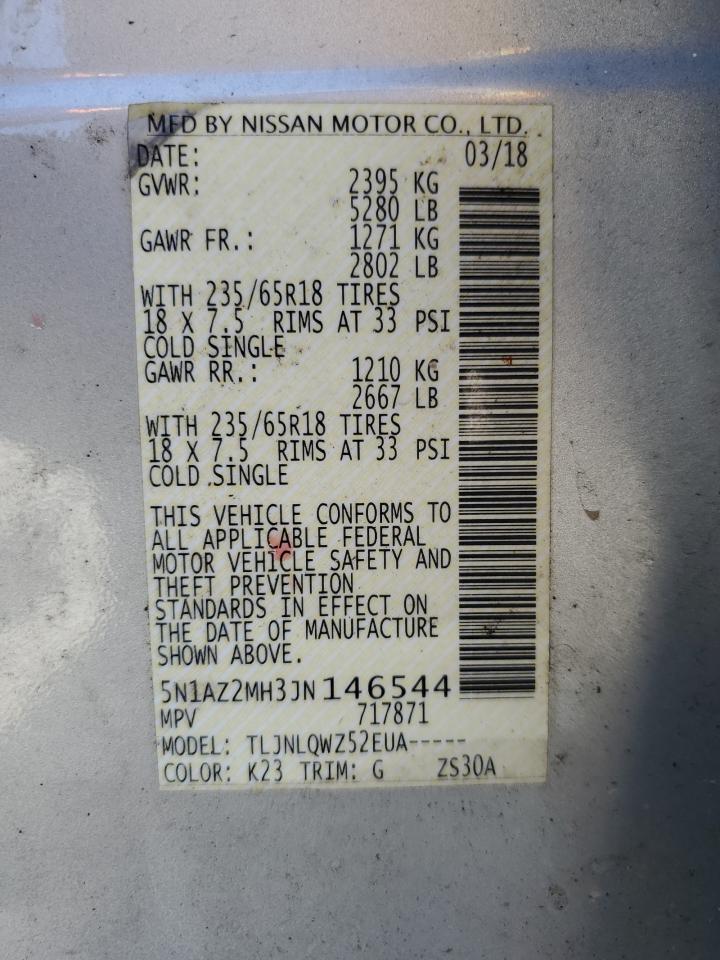 MFD BY NISSAN MOTOR CO., LTD.
DATE: 03/18
GVWR: 2395 KG
5280 LB
GAWR FR.: 1271 KG
2802 LB
WITH 235/65R18 TIRES
18 X 7.5 RIMS AT 33 PSI
COLD SINGLE
GAWR RR.: 1210 KG
2667 LB
WITH 235/65R18 TIRES
18 X 7.5 RIMS AT 33 PSI
COLD SINGLE
THIS VEHICLE CONFORMS TO
ALL APPLICABLE FEDERAL
MOTOR VEHICLE SAFETY AND
THEFT PREVENTION
STANDARDS IN EFFECT ON
THE DATE OF MANUFACTURE
SHOWN ABOVE.
5N1AZ2MH3JN146544
MPV 717871
MODEL: TLJNLQWZ52EUA-----
COLOR: K23 TRIM: G ZS30A